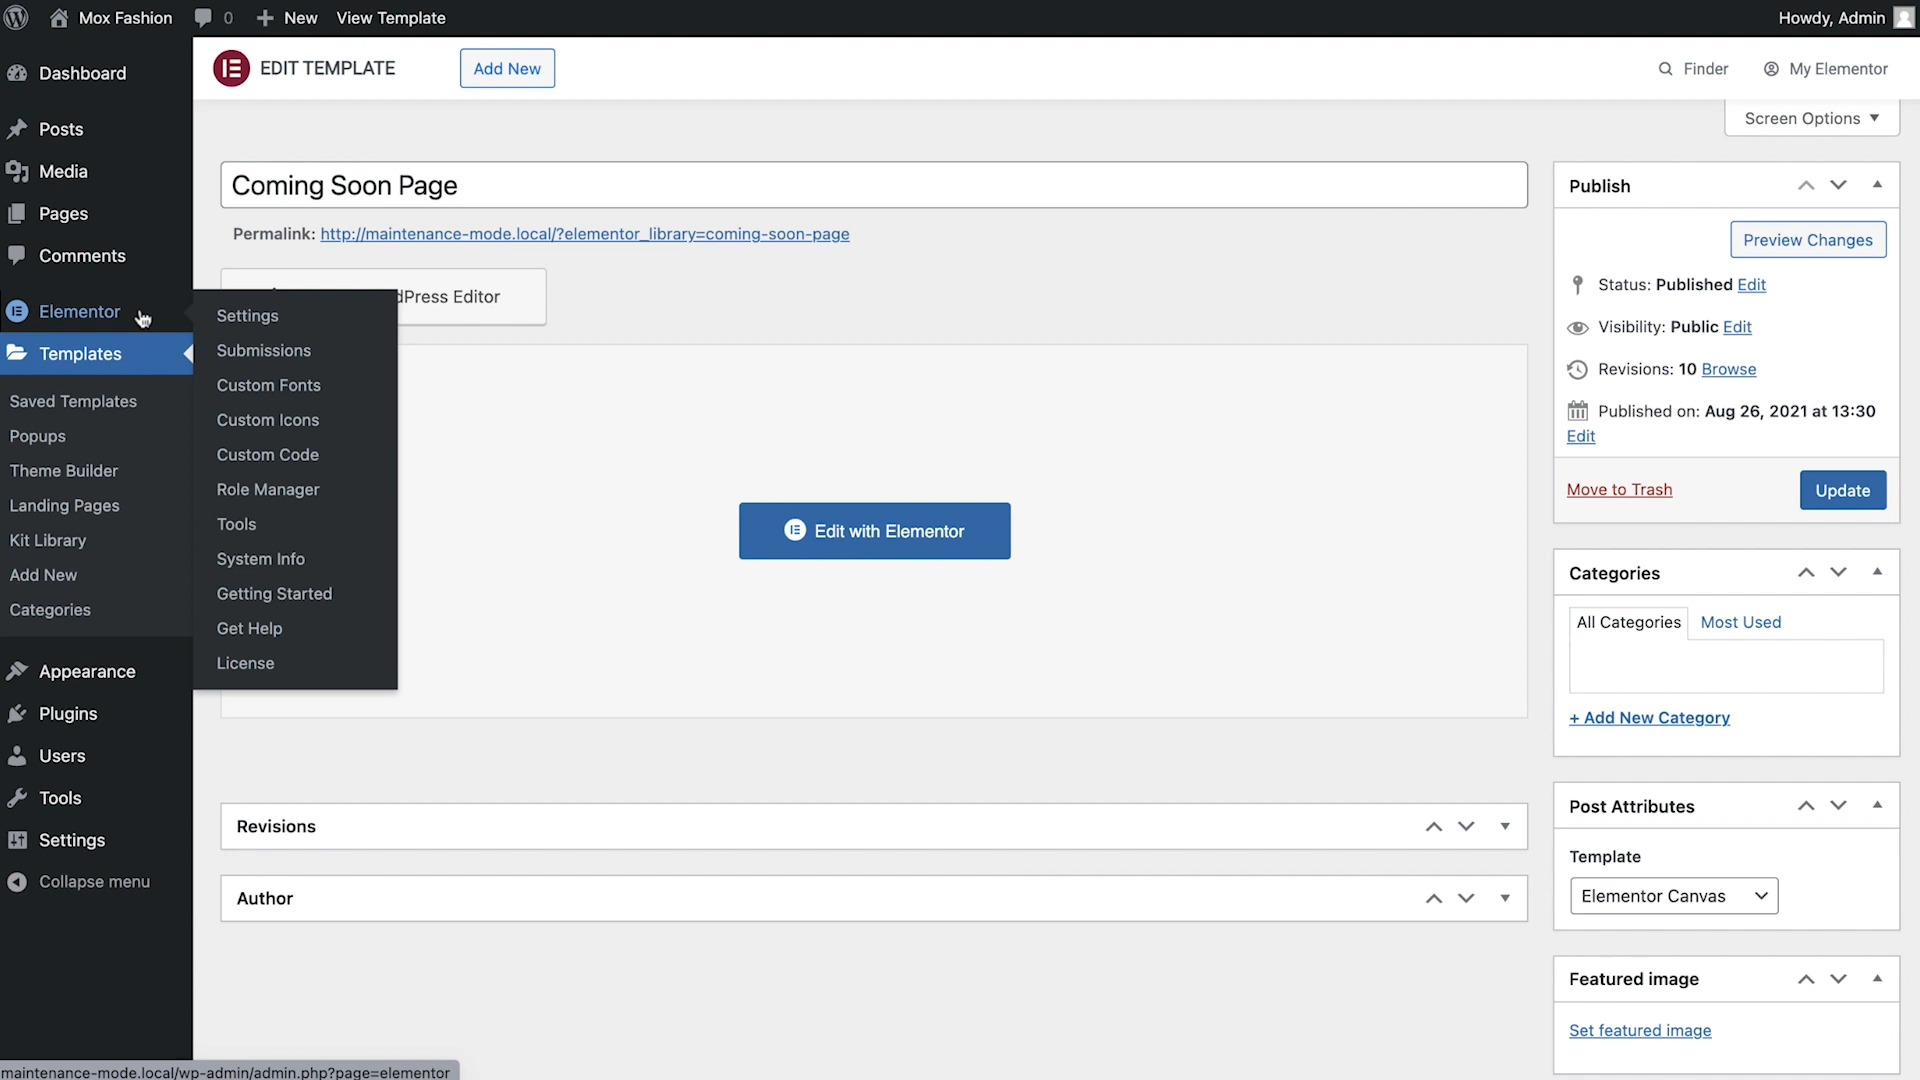 Mox Fashion
0
New
View Template
Howdy, Admin
EDIT TEMPLATE
Add New
Finder
My Elementor
Screen Options
Dashboard
Posts
Media
Pages
Comments
Elementor
Templates
Saved Templates
Popups
Theme Builder
Landing Pages
Kit Library
Add New
Categories
Appearance
Plugins
Users
Tools
Settings
Collapse menu
Settings
Submissions
Custom Fonts
Custom Icons
Custom Code
Role Manager
Tools
System Info
Getting Started
Get Help
License
Coming Soon Page
Permalink: http://maintenance-mode.local/?elementor_library=coming-soon-page
Press Editor
Edit with Elementor
Revisions
Author
Publish
Preview Changes
Status: Published Edit
Visibility: Public Edit
Revisions: 10 Browse
Published on: Aug 26, 2021 at 13:30
Edit
Move to Trash
Update
Categories
All Categories
Most Used
+ Add New Category
Post Attributes
Template
Elementor Canvas
Featured image
Set featured image
maintenance-mode.local/wp-admin/admin.php?page=elementor